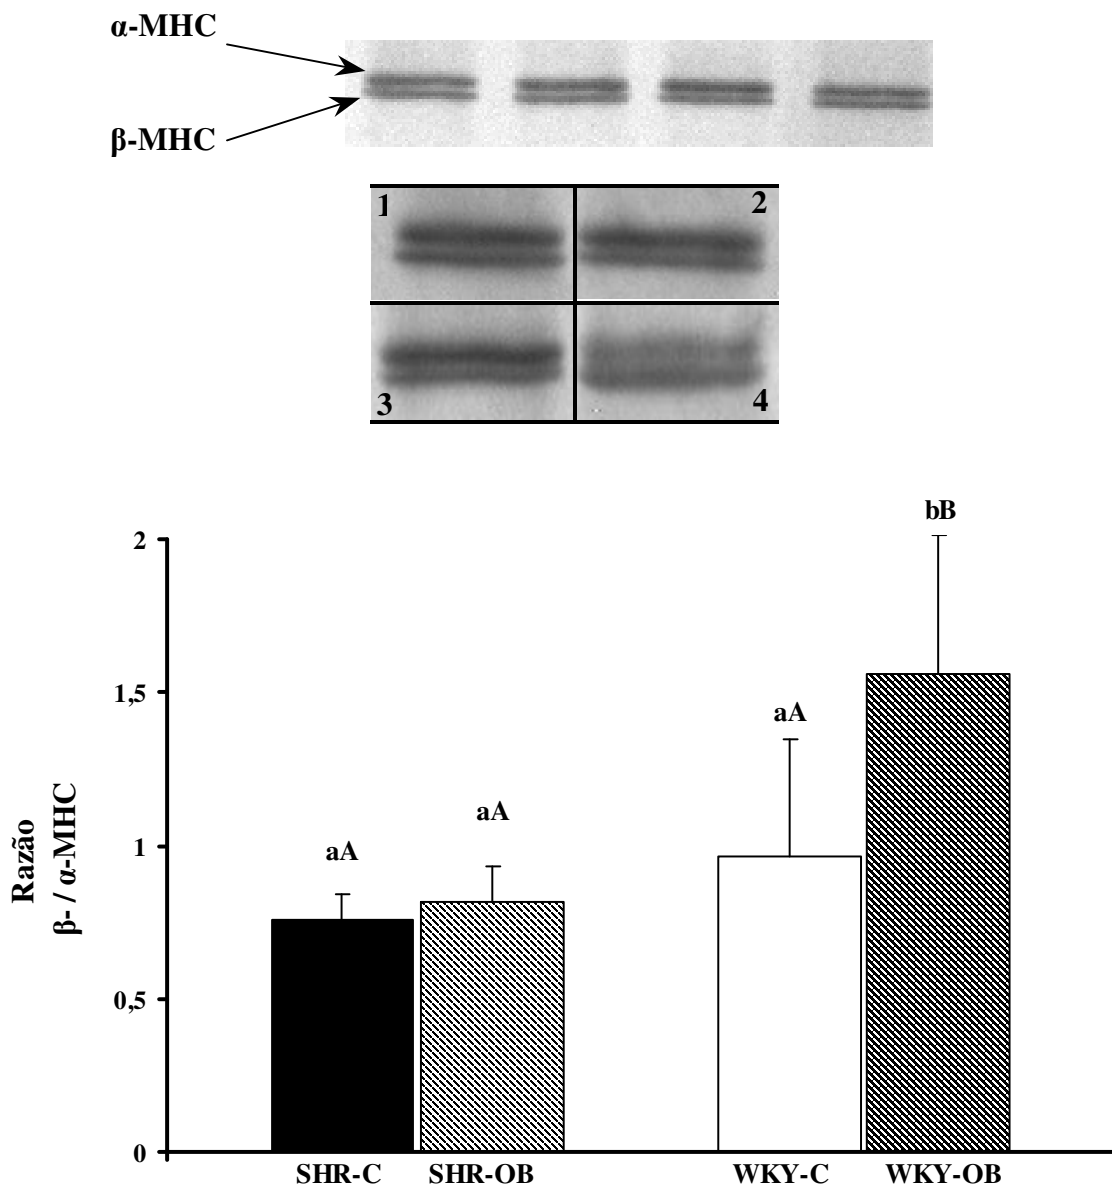 α-MHC
β-MHC
1
2
3
4
bB
2
1,5
aA
aA
aA
1
0,5
0
Razão
β- / α-MHC
SHR-C
SHR-OB
WKY-C
WKY-OB